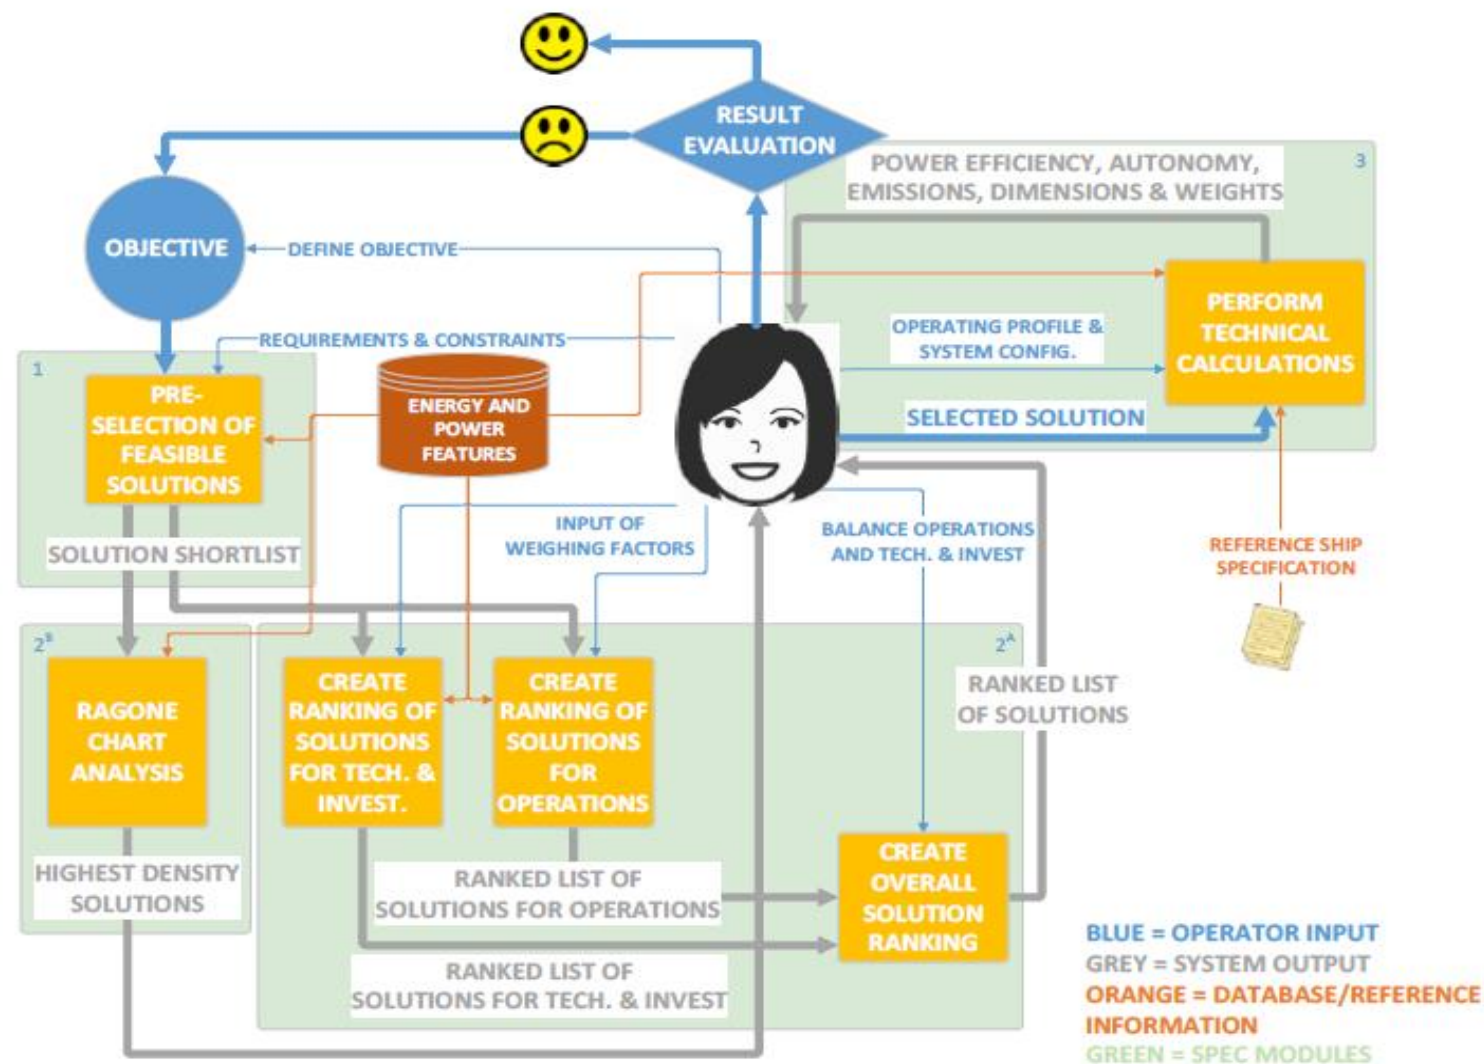 RESULT
EVALUATION
POWER EFFICIENCY, AUTONOMY,
EMISSIONS, DIMENSIONS & WEIGHTS
3
OBJECTIVE
DEFINE OBJECTIVE
PERFORM
TECHNICAL
CALCULATIONS
REQUIREMENTS & CONSTRAINTS
OPERATING PROFILE &
SYSTEM CONFIG.
1
PRE-
SELECTION OF
FEASIBLE
SOLUTIONS
ENERGY AND
POWER
FEATURES
SELECTED SOLUTION
INPUT OF
WEIGHING FACTORS
BALANCE OPERATIONS
AND TECH. & INVEST
SOLUTION SHORTLIST
REFERENCE SHIP
SPECIFICATION
2ᴮ
2ᴬ
RAGONE
CHART
ANALYSIS
CREATE
RANKING OF
SOLUTIONS
FOR TECH. &
INVEST.
CREATE
RANKING OF
SOLUTIONS
FOR
OPERATIONS
RANKED LIST
OF SOLUTIONS
HIGHEST DENSITY
SOLUTIONS
RANKED LIST OF
SOLUTIONS FOR OPERATIONS
CREATE
OVERALL
SOLUTION
RANKING
RANKED LIST OF
SOLUTIONS FOR TECH. & INVEST
BLUE = OPERATOR INPUT
GREY = SYSTEM OUTPUT
ORANGE = DATABASE/REFERENCE
INFORMATION
GREEN = SPEC MODULES